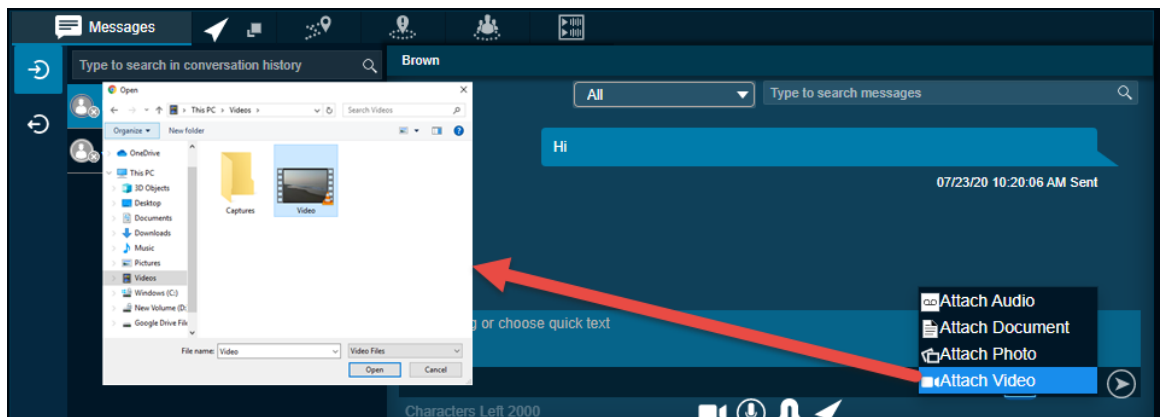 Messages
Type to search in conversation history
Brown
All
Type to search messages
Hi
07/23/20 10:20:06 AM Sent
Open
This PC
Videos
Search Videos
Organize
New folder
OneDrive
This PC
3D Objects
Desktop
Documents
Downloads
Music
Pictures
Videos
Windows (C:)
New Volume (D:
Google Drive File
Captures
Video
File name:
Video
Video Files
Open
Cancel
or choose quick text
Attach Audio
Attach Document
Attach Photo
Attach Video
Characters Left 2000